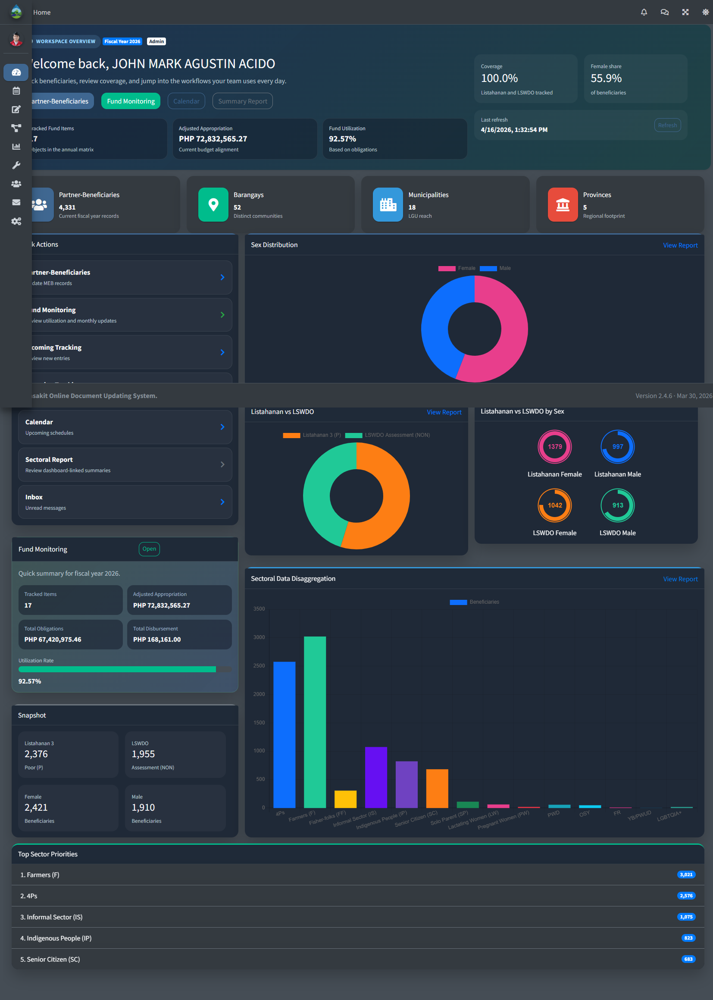 Home
WORKSPACE OVERVIEW Fiscal Year 2026 Admin
elcome back, JOHN MARK AGUSTIN ACIDO
ck beneficiaries, review coverage, and jump into the workflows your team uses every day.
artner-Beneficiaries Fund Monitoring Calendar Summary Report
Coverage
100.0%
Listahanan and LSWDO tracked
Female share
55.9%
of beneficiaries
Last refresh
4/16/2026, 1:32:54 PM
Refresh
racked Fund Items
7
bjects in the annual matrix
Adjusted Appropriation
PHP 72,832,565.27
Current budget alignment
Fund Utilization
92.57%
Based on obligations
Partner-Beneficiaries
4,331
Current fiscal year records
Barangays
52
Distinct communities
Municipalities
18
LGU reach
Provinces
5
Regional footprint
k Actions
artner-Beneficiaries
date MEB records
nd Monitoring
view utilization and monthly updates
coming Tracking
view new entries
Sex Distribution
View Report
Female Male
sakit Online Document Updating System.
Version 2.4.6 · Mar 30, 2026
Calendar
Upcoming schedules
Sectoral Report
Review dashboard-linked summaries
Inbox
Unread messages
Listahanan vs LSWDO
View Report
Listahanan 3 (P) LSWDO Assessment (NON)
Listahanan vs LSWDO by Sex
1379 997
Listahanan Female Listahanan Male
1042 913
LSWDO Female LSWDO Male
Fund Monitoring
Open
Quick summary for fiscal year 2026.
Tracked Items
17
Adjusted Appropriation
PHP 72,832,565.27
Total Obligations
PHP 67,420,975.46
Total Disbursement
PHP 168,161.00
Utilization Rate
92.57%
Snapshot
Listahanan 3
2,376
Poor (P)
LSWDO
1,955
Assessment (NON)
Female
2,421
Beneficiaries
Male
1,910
Beneficiaries
Sectoral Data Disaggregation
View Report
Beneficiaries
3500
3000
2500
2000
1500
1000
500
0
4Ps
Farmers (F)
Fisher-folks (FF)
Informal Sector (IS)
Indigenous People (IP)
Senior Citizen (SC)
Solo Parent (SP)
Lactating Women (LW)
Pregnant Women (PW)
PWD
OSY
FR
YB/PWUD
LGBTQIA+
Top Sector Priorities
1. Farmers (F) 3,021
2. 4Ps 2,576
3. Informal Sector (IS) 1,075
4. Indigenous People (IP) 823
5. Senior Citizen (SC) 683